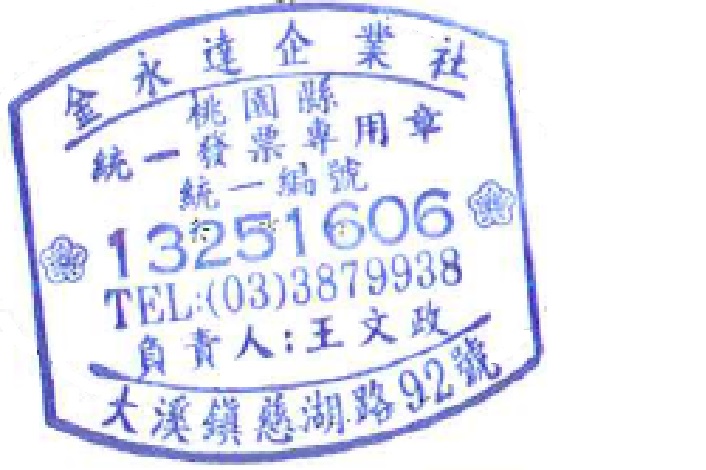 金永達企業社
桃園縣
統一發票專用章
統一編號
13251606
TEL:(03)3879938
負責人:王文政
大溪鎮慈湖路92號